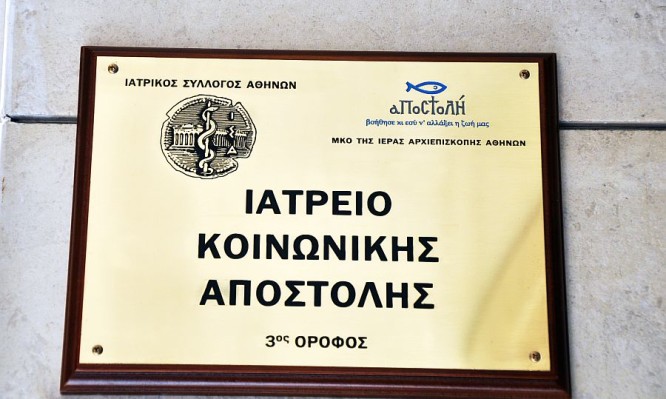 ΙΑΤΡΙΚΟΣ ΣΥΛΛΟΓΟΣ ΑΘΗΝΩΝ
αΠοςτολή
βοήθησε κι εσύ ν' αλλάξει η ζωή μας
ΜΚΟ ΤΗΣ ΙΕΡΑΣ ΑΡΧΙΕΠΙΣΚΟΠΗΣ ΑΘΗΝΩΝ
ΙΑΤΡΕΙΟ
ΚΟΙΝΩΝΙΚΗΣ
ΑΠΟΣΤΟΛΗΣ
3ος ΟΡΟΦΟΣ